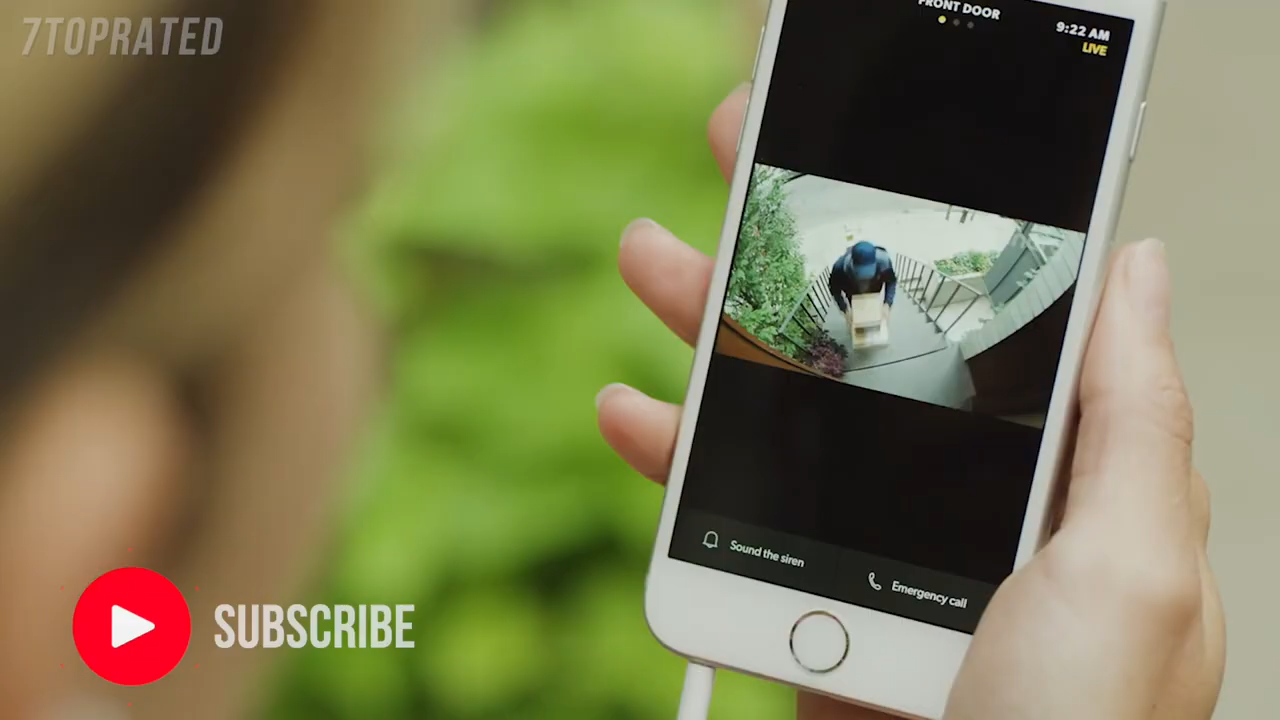 7TOPRATED
FRONT DOOR
9:22 AM
LIVE
Sound the siren
Emergency call
SUBSCRIBE